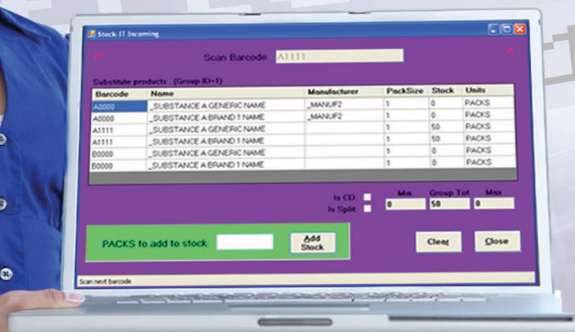 Stock IT Incoming
Scan Barcode: A1111
Substitute products (Group ID=1)
Barcode Name Manufacturer PackSize Stock Units
A0000 _SUBSTANCE A GENERIC NAME _MANUF2 1 0 PACKS
A0000 _SUBSTANCE A BRAND 1 NAME _MANUF2 1 0 PACKS
A1111 _SUBSTANCE A GENERIC NAME 1 50 PACKS
A1111 _SUBSTANCE A BRAND 1 NAME 1 50 PACKS
B0000 _SUBSTANCE A GENERIC NAME 1 0 PACKS
B0000 _SUBSTANCE A BRAND 1 NAME 1 0 PACKS
Is CD: Min Group Tot Max
Is Split: 0 50 0
PACKS to add to stock: Add Stock Clear Close
Scan next barcode